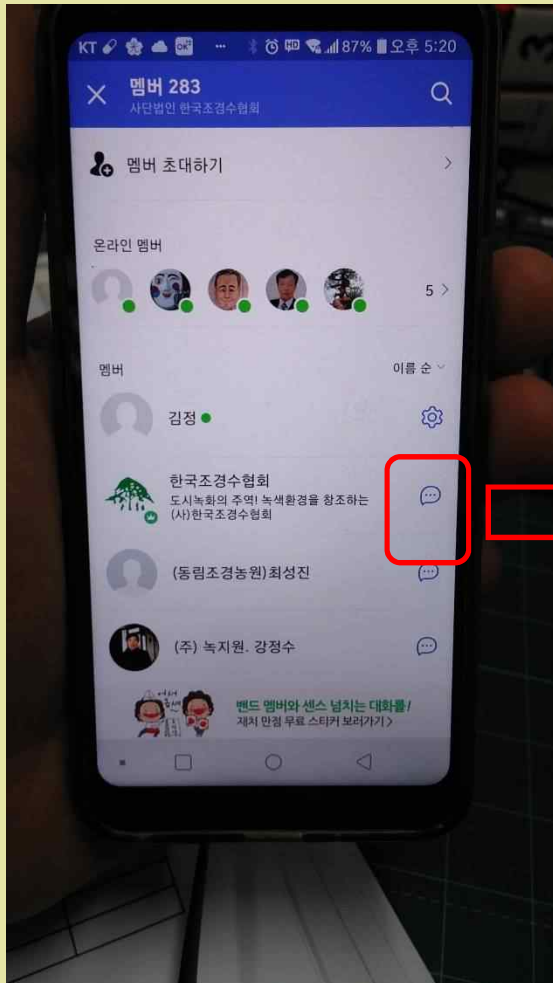 KT 87% 오후 5:20
멤버 283
사단법인 한국조경수협회
멤버 초대하기
온라인 멤버
5
멤버
이름 순
김정
한국조경수협회
도시녹화의 주역! 녹색환경을 창조하는
(사)한국조경수협회
(동림조경농원)최성진
(주) 녹지원. 강정수
밴드 멤버와 센스 넘치는 대화를!
재치 만점 무료 스티커 보러가기